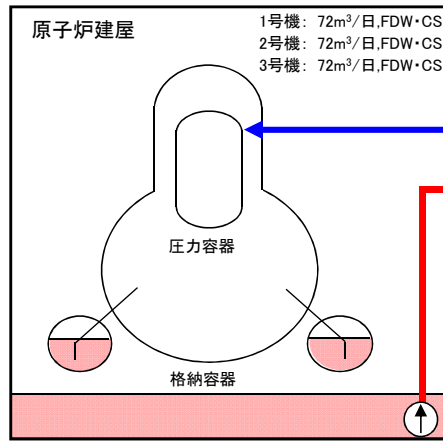 原子炉建屋
1号機: 72m³/日,FDW・CS
2号機: 72m³/日,FDW・CS
3号機: 72m³/日,FDW・CS
圧力容器
格納容器